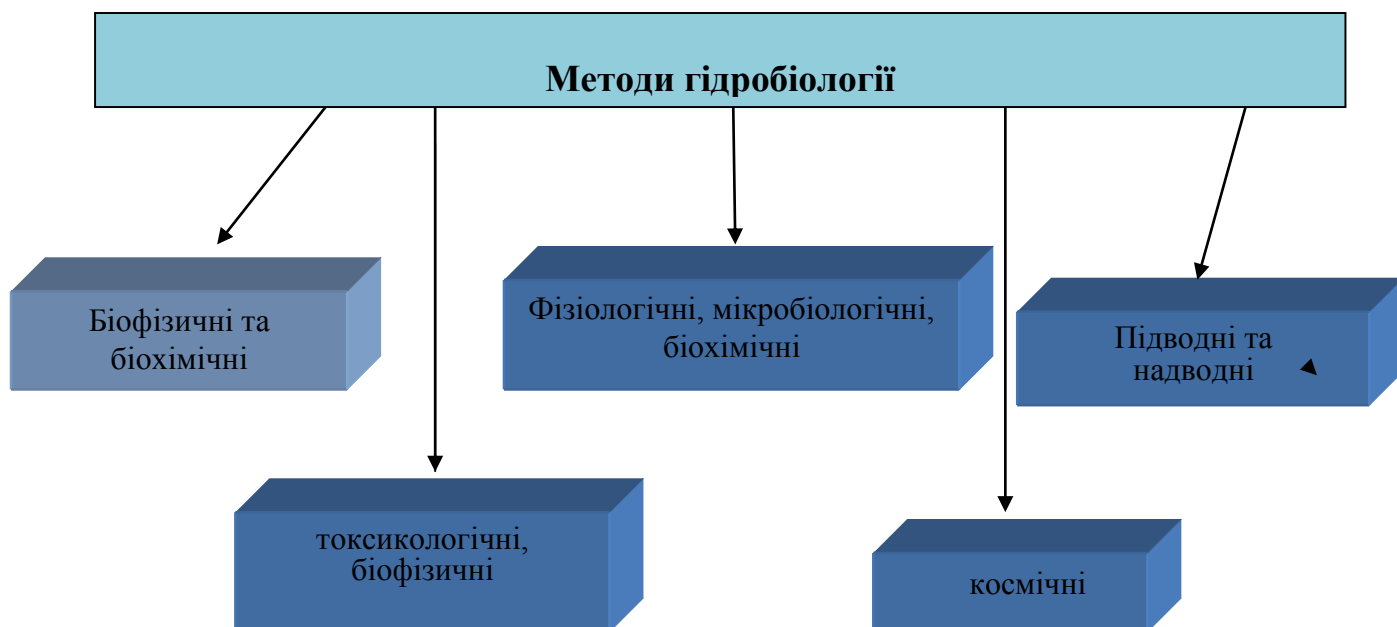 Методи гідробіології
Біофізичні та
біохімічні
Фізіологічні, мікробіологічні,
біохімічні
Підводні та
надводні
токсикологічні,
біофізичні
космічні